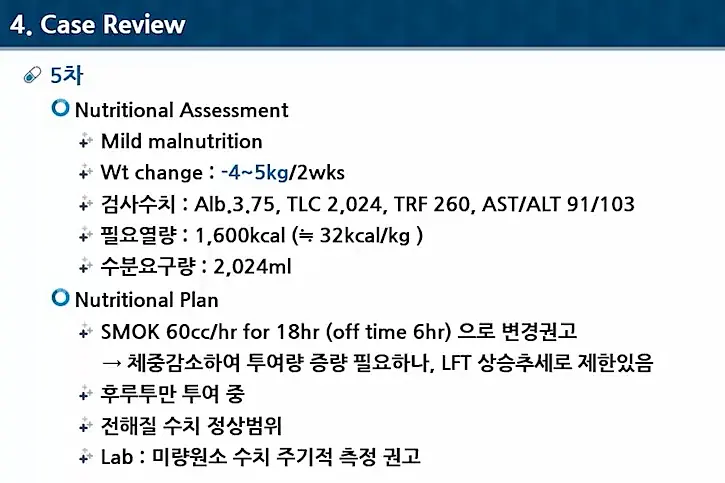 4. Case Review
5차
Nutritional Assessment
Mild malnutrition
Wt change : -4~5kg/2wks
검사수치 : Alb.3.75, TLC 2,024, TRF 260, AST/ALT 91/103
필요열량 : 1,600kcal (≒ 32kcal/kg )
수분요구량 : 2,024ml
Nutritional Plan
SMOK 60cc/hr for 18hr (off time 6hr) 으로 변경권고
→ 체중감소하여 투여량 증량 필요하나, LFT 상승추세로 제한있음
후루투만 투여 중
전해질 수치 정상범위
Lab : 미량원소 수치 주기적 측정 권고